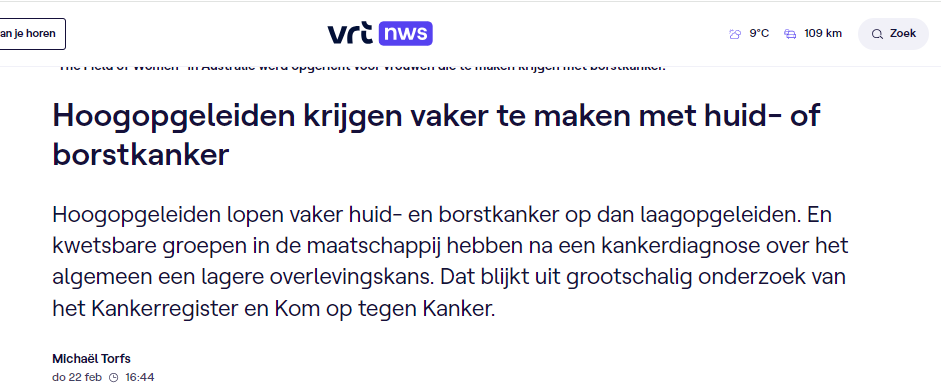 an je horen
vrt nws
9°C
109 km
Zoek
"The Field of Women" in Australië werd opgericht voor vrouwen die te maken krijgen met borstkanker.
Hoogopgeleiden krijgen vaker te maken met huid- of
borstkanker
Hoogopgeleiden lopen vaker huid- en borstkanker op dan laagopgeleiden. En
kwetsbare groepen in de maatschappij hebben na een kankerdiagnose over het
algemeen een lagere overlevingskans. Dat blijkt uit grootschalig onderzoek van
het Kankerregister en Kom op tegen Kanker.
Michaël Torfs
do 22 feb 16:44